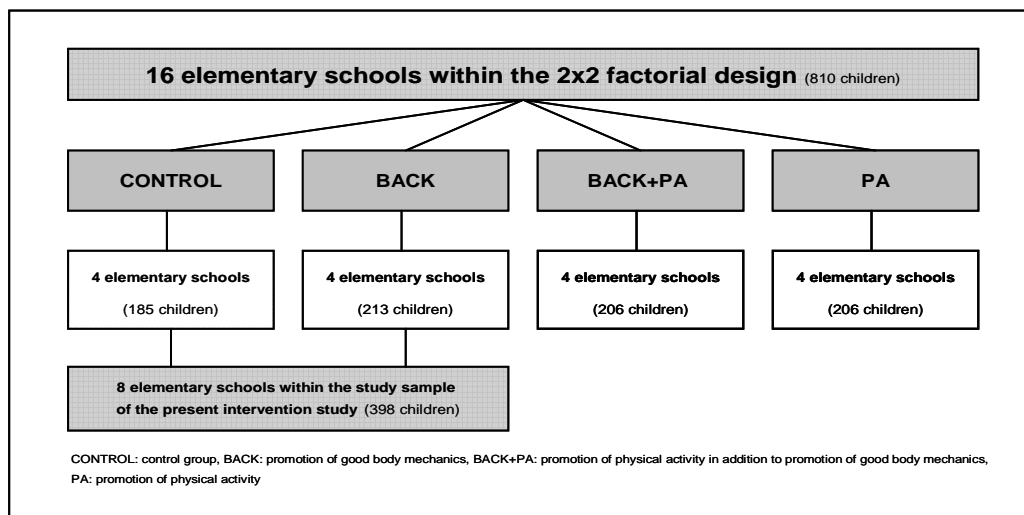 16 elementary schools within the 2x2 factorial design (810 children)
CONTROL
BACK
BACK+PA
PA
4 elementary schools
(185 children)
4 elementary schools
(213 children)
4 elementary schools
(206 children)
4 elementary schools
(206 children)
8 elementary schools within the study sample
of the present intervention study (398 children)
CONTROL: control group, BACK: promotion of good body mechanics, BACK+PA: promotion of physical activity in addition to promotion of good body mechanics,
PA: promotion of physical activity